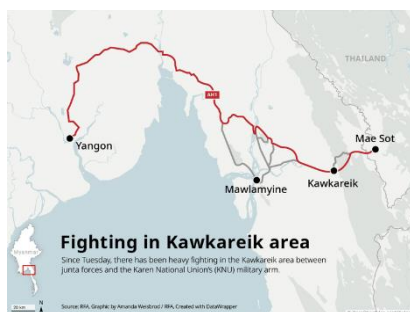 THAILAND
AH1
Mae Sot
Yangon
Kawkareik
Mawlamyine
Myanmar
Fighting in Kawkareik area
Since Tuesday, there has been heavy fighting in the Kawkareik area between
junta forces and the Karen National Union's (KNU) military arm.
Source: RFA, Graphic by Amanda Weisbrod / RFA, Created with DataWrapper
N